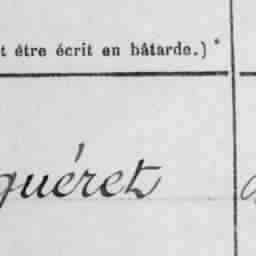 t être écrit en bâtarde.) *
guéret